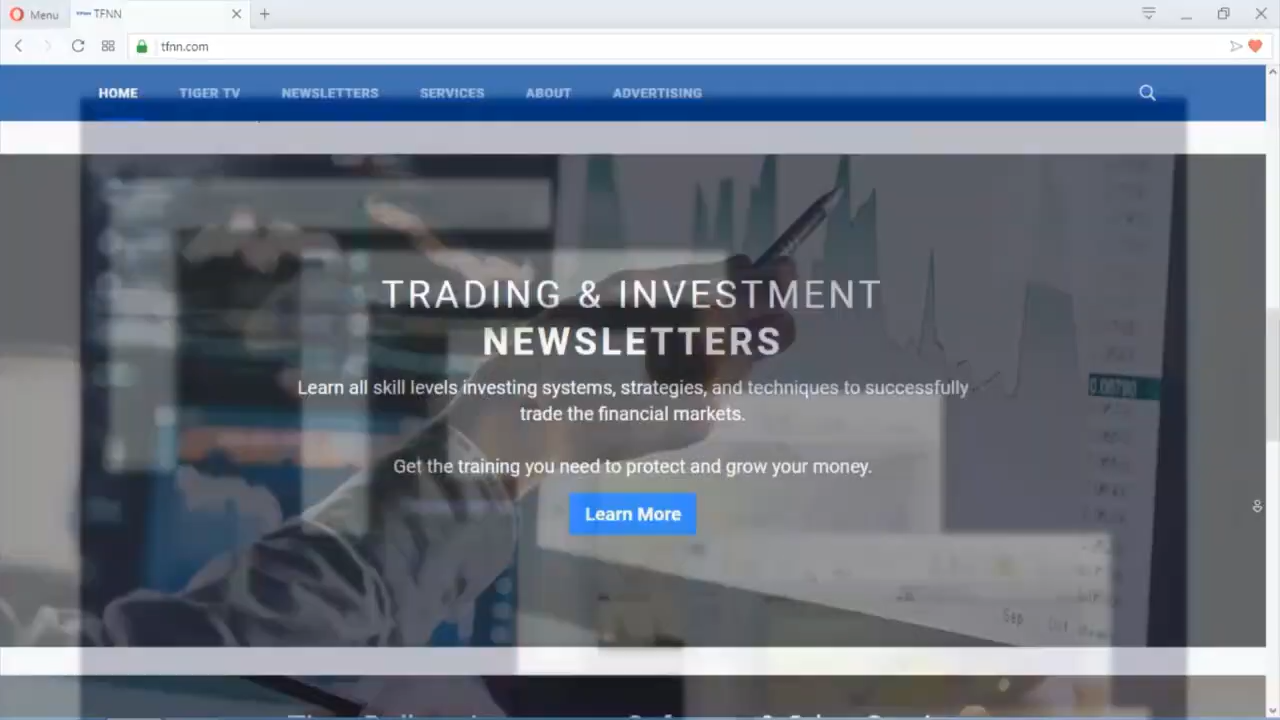 Menu
TFNN
tfnn.com
HOME
TIGER TV
NEWSLETTERS
SERVICES
ABOUT
ADVERTISING
TRADING & INVESTMENT
NEWSLETTERS
Learn all skill levels investing systems, strategies, and techniques to successfully
trade the financial markets.
Get the training you need to protect and grow your money.
Learn More
Sep